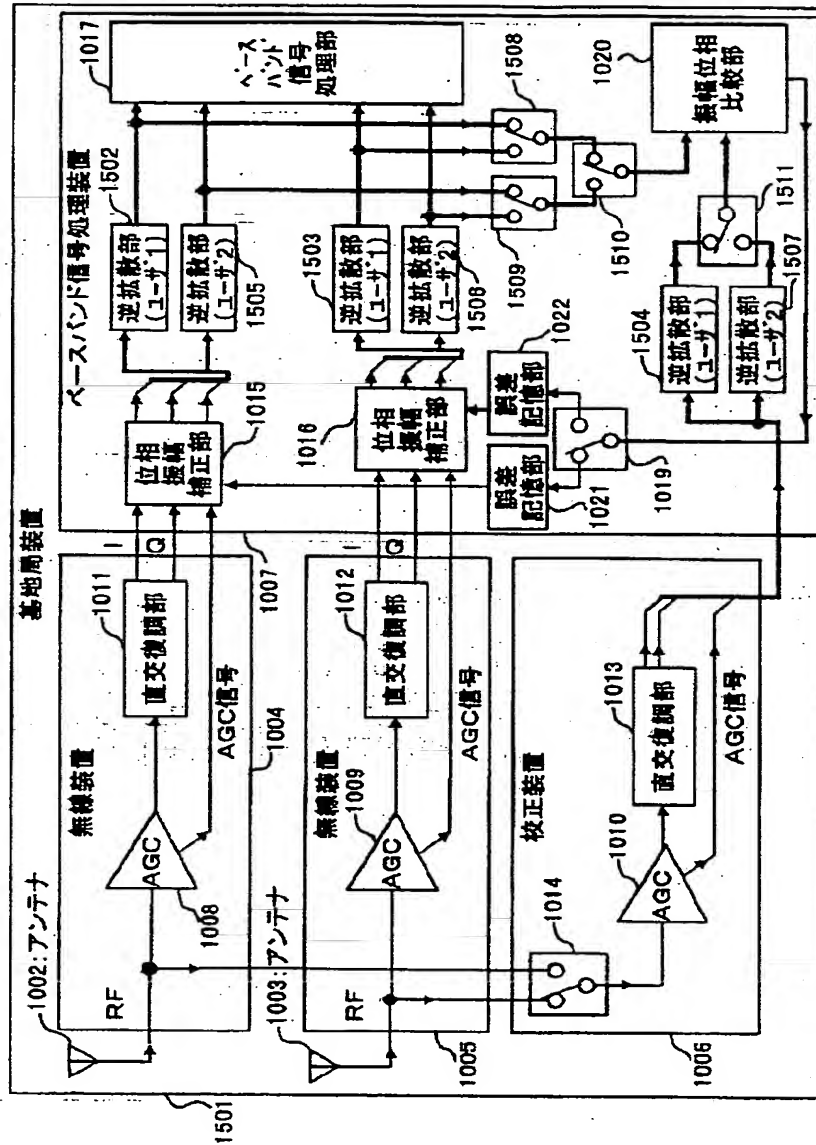 基地局装置
1501
1002:アンテナ
RF
AGC
1008
無線装置
1004
AGC信号
直交復調部
1011
I
Q
1007
ベースバンド信号処理装置
位相
振幅
補正部
1015
逆拡散部
(ユーザ1)
1502
逆拡散部
(ユーザ2)
1505
ベース
バンド
信号
処理部
1017
1003:アンテナ
RF
1005
AGC
1009
無線装置
AGC信号
直交復調部
1012
I
Q
位相
振幅
補正部
1016
逆拡散部
(ユーザ1)
1503
逆拡散部
(ユーザ2)
1506
誤差
記憶部
1021
誤差
記憶部
1022
1019
1508
1509
1510
1006
1014
AGC
1010
校正装置
AGC信号
直交復調部
1013
逆拡散部
(ユーザ1)
1504
逆拡散部
(ユーザ2)
1507
1511
振幅位相
比較部
1020